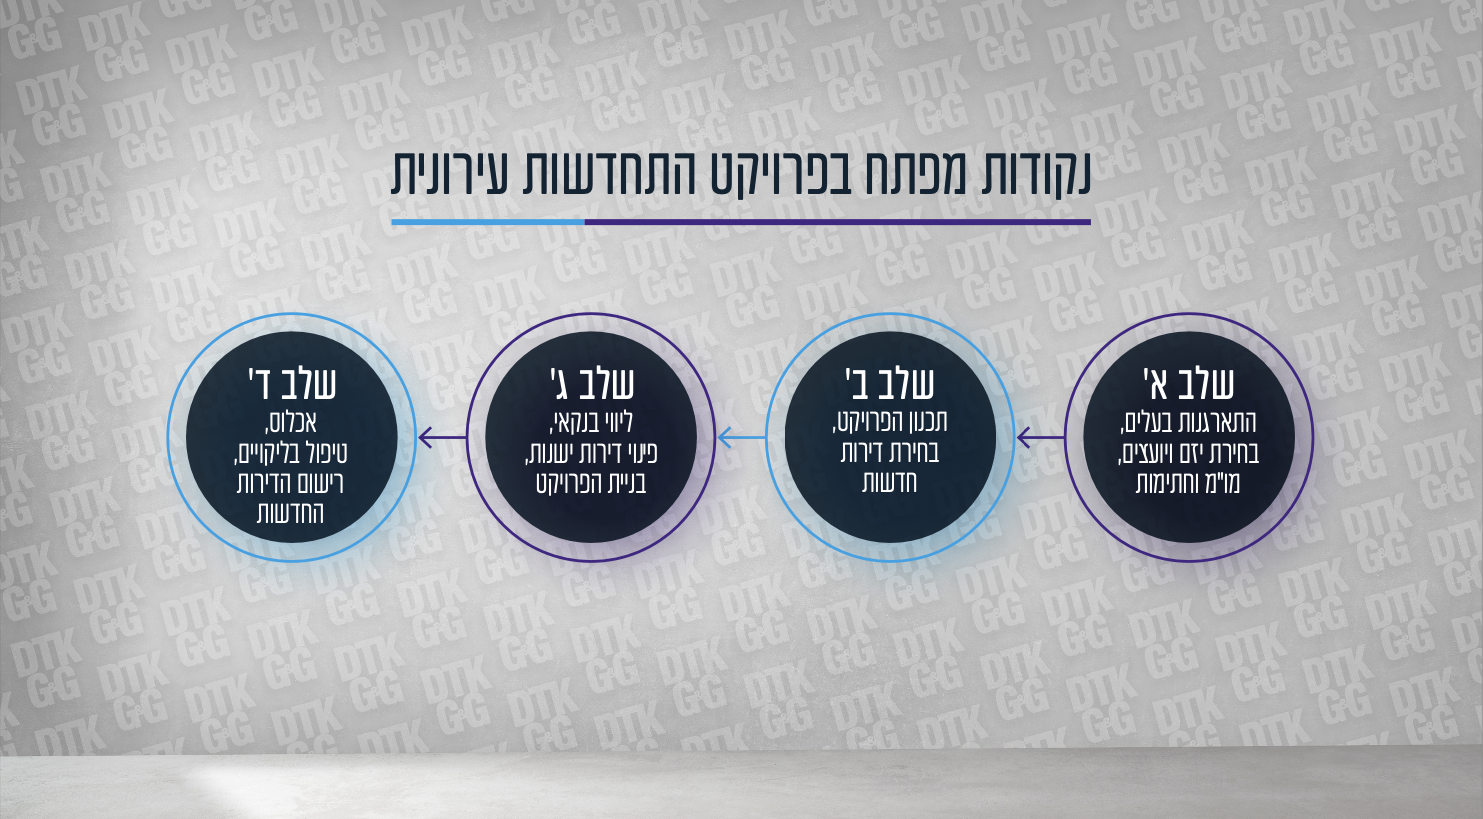 נקודות מפתח בפרויקט התחדשות עירונית
שלב א'
התארגנות בעלים,
בחירת יזם ויועצים,
מו"מ וחתימות
שלב ב'
תכנון הפרויקט,
בחירת דירות
חדשות
שלב ג'
ליווי בנקאי,
פינוי דירות ישנות,
בניית הפרויקט
שלב ד'
אכלוס,
טיפול בליקויים,
רישום הדירות
החדשות
DTK
G&G